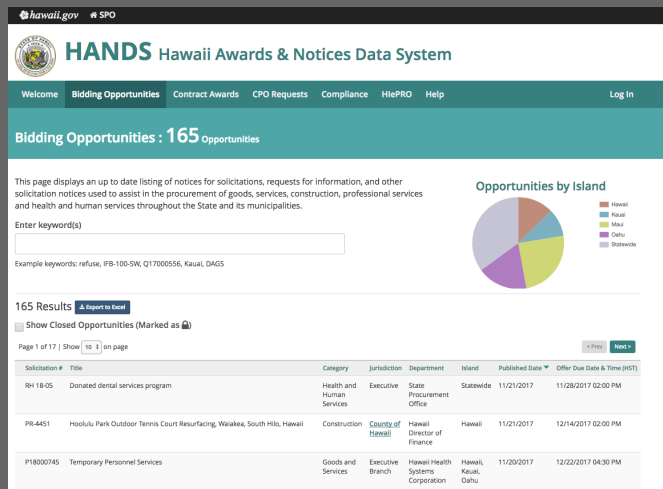 hawaii.gov SPO
HANDS Hawaii Awards & Notices Data System
Welcome Bidding Opportunities Contract Awards CPO Requests Compliance HIePRO Help Log In
Bidding Opportunities : 165 Opportunities
This page displays an up to date listing of notices for solicitations, requests for information, and other
solicitation notices used to assist in the procurement of goods, services, construction, professional services
and health and human services throughout the State and its municipalities.
Enter keyword(s)
Example keywords: refuse, IFB-100-SW, Q17000556, Kauai, DAGS
Opportunities by Island
Hawaii
Kauai
Maui
Oahu
Statewide
165 Results Export to Excel
Show Closed Opportunities (Marked as )
Page 1 of 17 | Show 10 on page
< Prev Next >
Solicitation # Title Category Jurisdiction Department Island Published Date Offer Due Date & Time (HST)
RH 18-05 Donated dental services program Health and Executive State Statewide 11/21/2017 11/28/2017 02:00 PM
Human Procurement
Services Office
PR-4451 Hoolulu Park Outdoor Tennis Court Resurfacing, Waiakea, South Hilo, Hawaii Construction County of Hawaii Hawaii 11/21/2017 12/14/2017 02:00 PM
Hawaii Director of
Finance
P18000745 Temporary Personnel Services Goods and Executive Hawaii Health Hawaii, 11/20/2017 12/22/2017 04:30 PM
Services Branch Systems Kauai,
Corporation Oahu